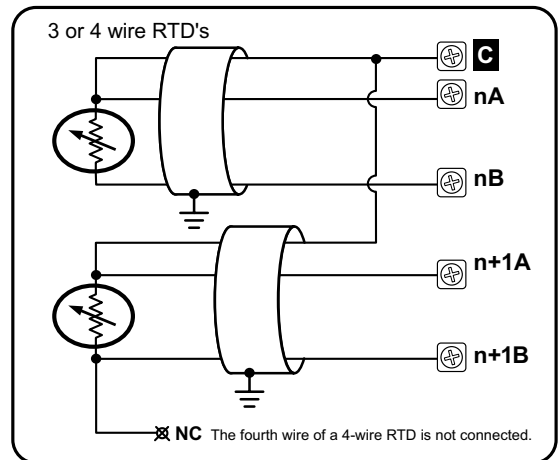 3 or 4 wire RTD's
C
nA
nB
n+1A
n+1B
NC The fourth wire of a 4-wire RTD is not connected.